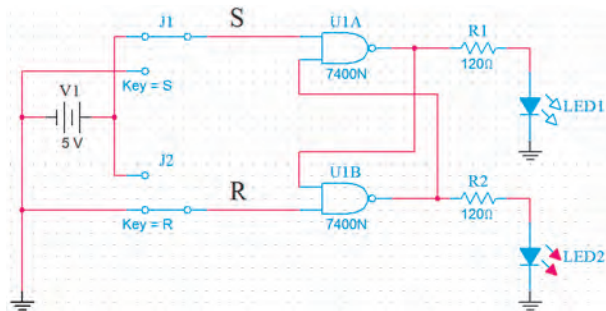 J1
S
U1A
R1
120Ω
7400N
Key = S
V1
5 V
LED1
J2
U1B
R
R2
120Ω
Key = R
7400N
LED2